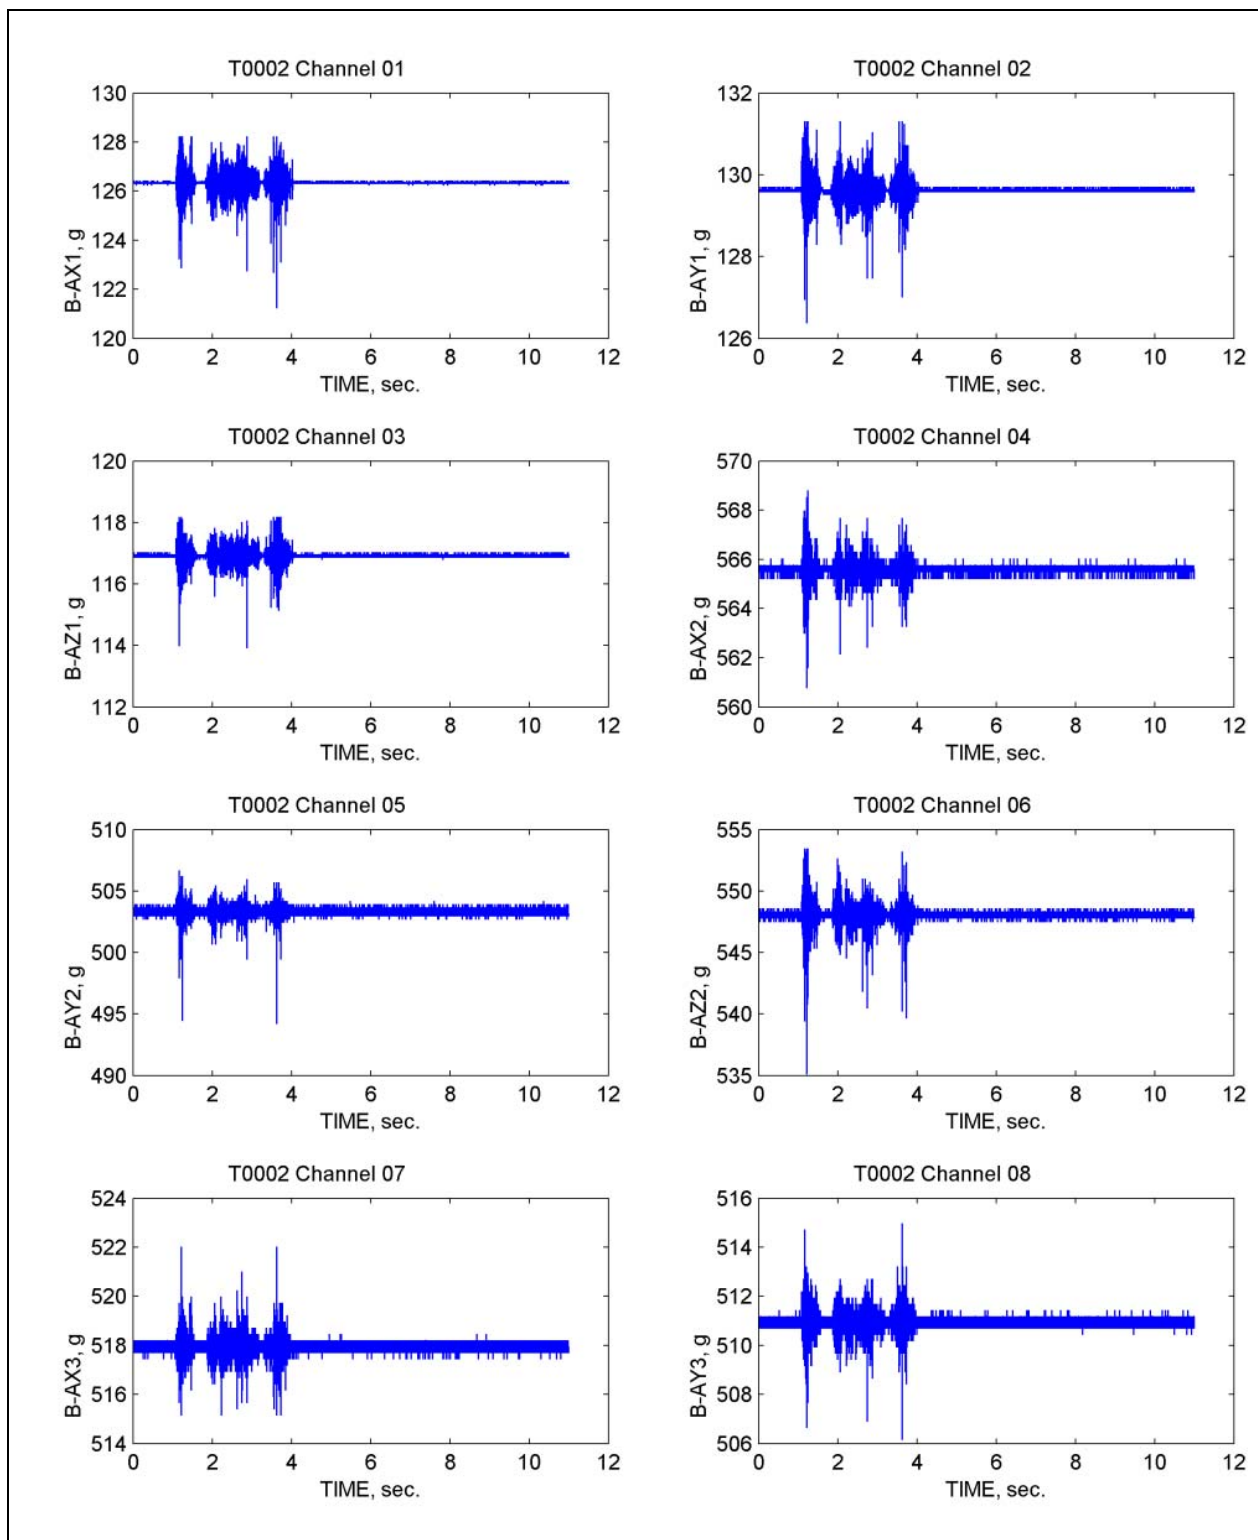 T0002 Channel 01
130
128
126
124
122
120
B-AX1, g
0 2 4 6 8 10 12
TIME, sec.
T0002 Channel 02
132
130
128
126
B-AY1, g
0 2 4 6 8 10 12
TIME, sec.
T0002 Channel 03
120
118
116
114
112
B-AZ1, g
0 2 4 6 8 10 12
TIME, sec.
T0002 Channel 04
570
568
566
564
562
560
B-AX2, g
0 2 4 6 8 10 12
TIME, sec.
T0002 Channel 05
510
505
500
495
490
B-AY2, g
0 2 4 6 8 10 12
TIME, sec.
T0002 Channel 06
555
550
545
540
535
B-AZ2, g
0 2 4 6 8 10 12
TIME, sec.
T0002 Channel 07
524
522
520
518
516
514
B-AX3, g
0 2 4 6 8 10 12
TIME, sec.
T0002 Channel 08
516
514
512
510
508
506
B-AY3, g
0 2 4 6 8 10 12
TIME, sec.